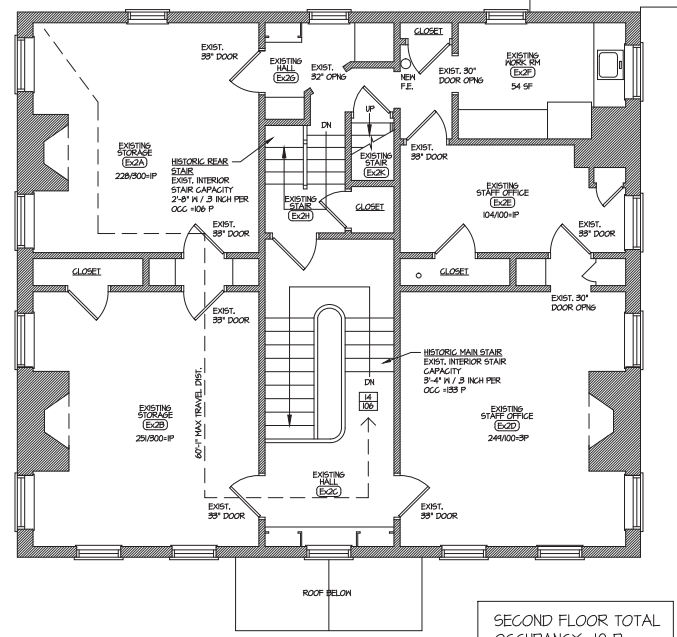 CLOSET
EXIST.
33" DOOR
EXISTING
HALL
Ex2G
EXIST.
32" OPNG
NEW
F.E.
EXIST. 30"
DOOR OPNG
EXISTING
WORK RM
Ex2F
54 SF
UP
DN
EXISTING
STORAGE
Ex2A
228/300=1P
HISTORIC REAR
STAIR
EXIST. INTERIOR
STAIR CAPACITY
2'-8" W / .3 INCH PER
OCC =106 P
EXISTING
STAIR
Ex2K
EXIST.
33" DOOR
EXISTING
STAIR
Ex2H
CLOSET
EXISTING
STAFF OFFICE
Ex2E
104/100=1P
EXIST.
33" DOOR
EXIST.
33" DOOR
CLOSET
CLOSET
EXIST.
33" DOOR
EXIST. 30"
DOOR OPNG
HISTORIC MAIN STAIR
EXIST. INTERIOR STAIR
CAPACITY
3'-4" W / .3 INCH PER
OCC =133 P
DN
14
106
60'-1" MAX TRAVEL DIST.
EXISTING
STORAGE
Ex2B
251/300=1P
EXISTING
STAFF OFFICE
Ex2D
249/100=3P
EXISTING
HALL
Ex2C
EXIST.
33" DOOR
EXIST.
33" DOOR
ROOF BELOW
SECOND FLOOR TOTAL